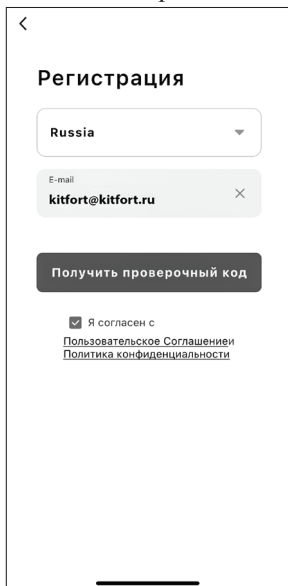 Регистрация
Russia
E-mail
kitfort@kitfort.ru
Получить проверочный код
Я согласен с
Пользовательское Соглашениеи
Политика конфиденциальности